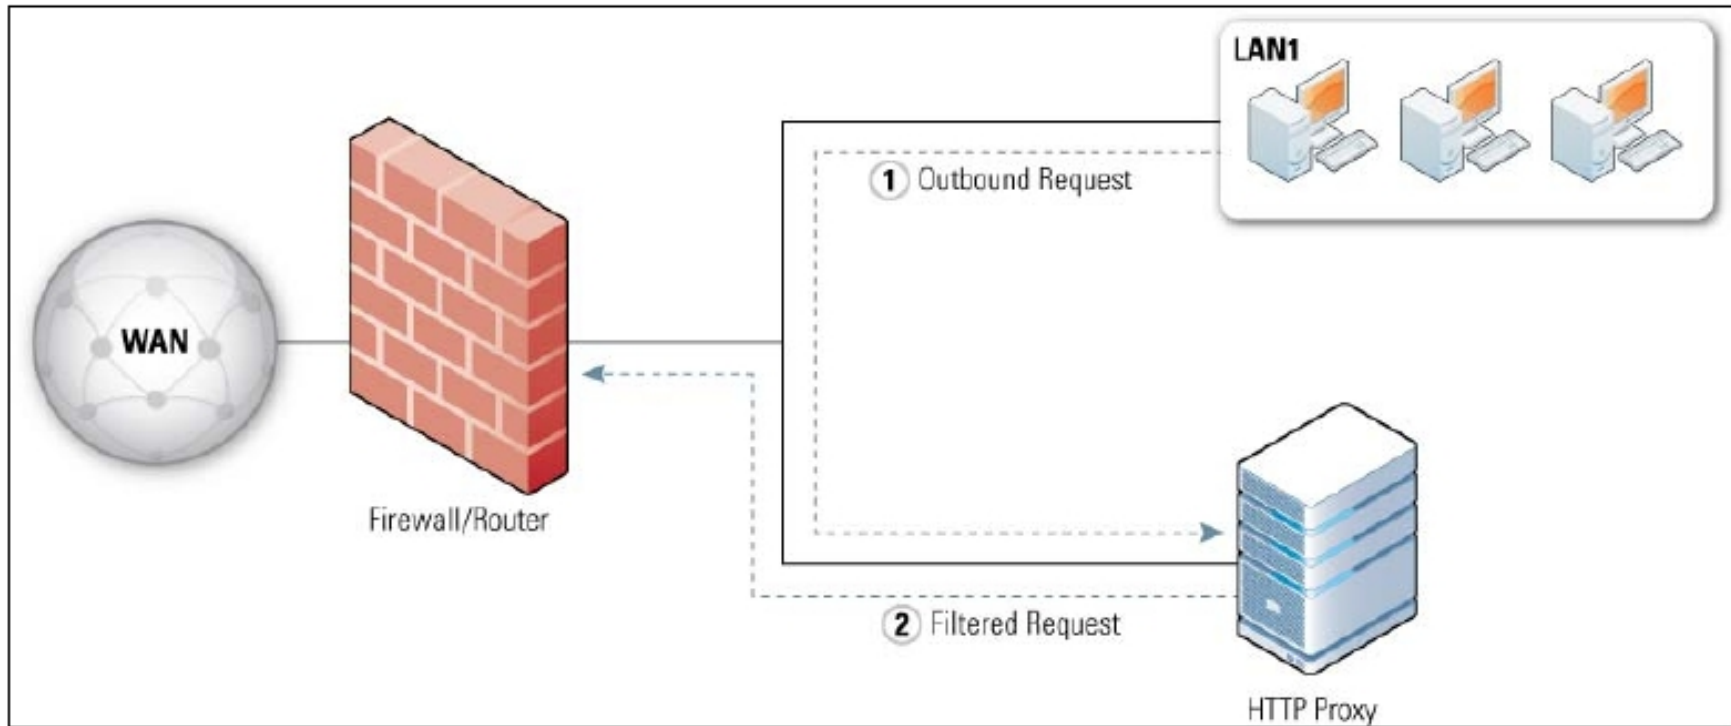 LAN1
1 Outbound Request
WAN
Firewall/Router
2 Filtered Request
HTTP Proxy